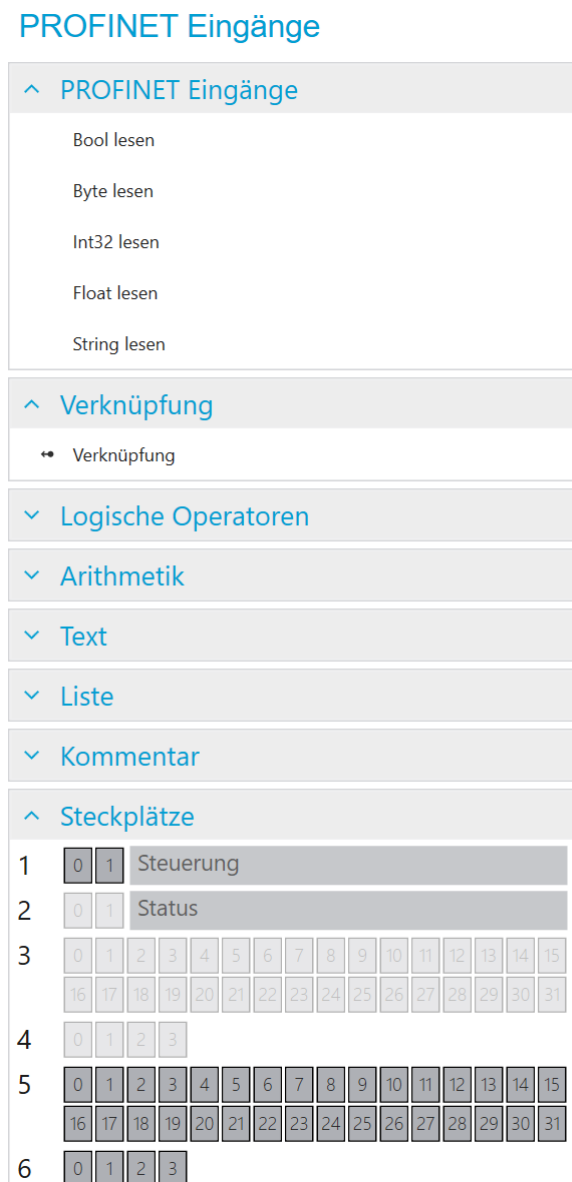 PROFINET Eingänge
PROFINET Eingänge
Bool lesen
Byte lesen
Int32 lesen
Float lesen
String lesen
Verknüpfung
Verknüpfung
Logische Operatoren
Arithmetik
Text
Liste
Kommentar
Steckplätze
1 0 1 Steuerung
2 0 1 Status
3 0 1 2 3 4 5 6 7 8 9 10 11 12 13 14 15
16 17 18 19 20 21 22 23 24 25 26 27 28 29 30 31
4 0 1 2 3
5 0 1 2 3 4 5 6 7 8 9 10 11 12 13 14 15
16 17 18 19 20 21 22 23 24 25 26 27 28 29 30 31
6 0 1 2 3